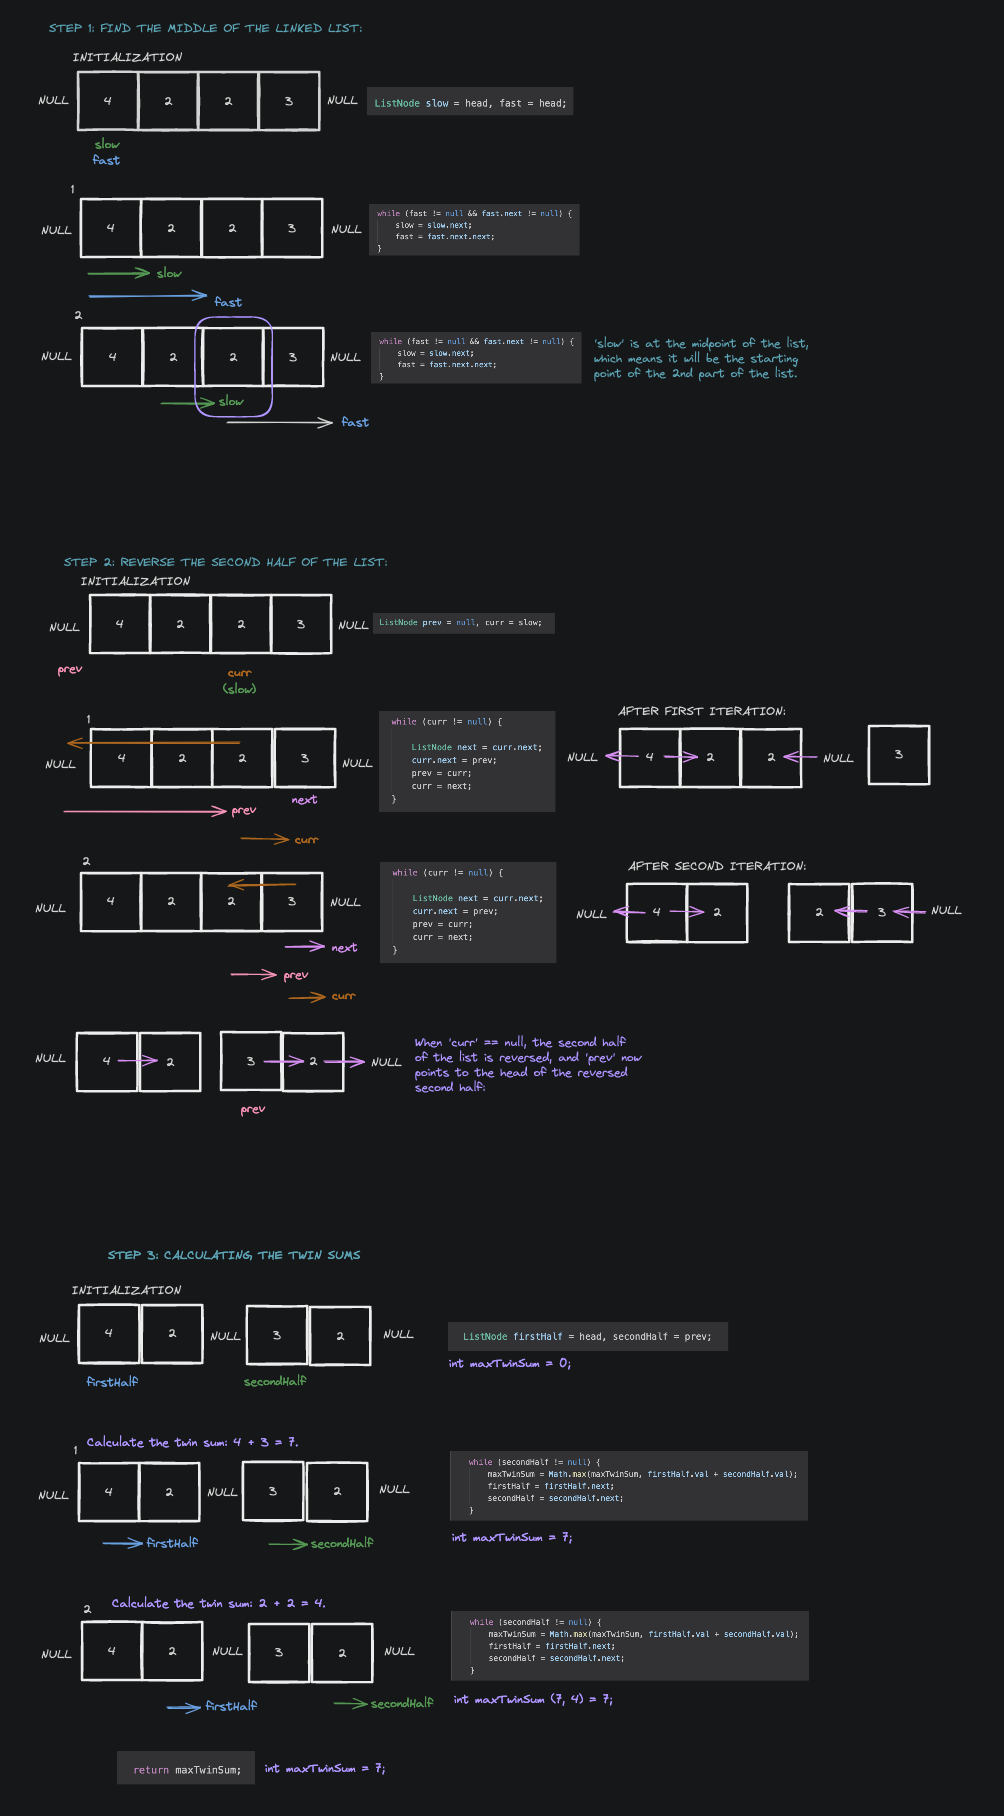 STEP 1: FIND THE MIDDLE OF THE LINKED LIST:
INITIALIZATION
NULL 4 2 2 3 NULL
ListNode slow = head, fast = head;
slow
fast
1
NULL 4 2 2 3 NULL
while (fast != null && fast.next != null) {
slow = slow.next;
fast = fast.next.next;
}
slow
fast
2
NULL 4 2 2 3 NULL
while (fast != null && fast.next != null) {
slow = slow.next;
fast = fast.next.next;
}
'slow' is at the midpoint of the list,
which means it will be the starting
point of the 2nd part of the list.
slow
fast
STEP 2: REVERSE THE SECOND HALF OF THE LIST:
INITIALIZATION
NULL 4 2 2 3 NULL
ListNode prev = null, curr = slow;
prev
curr
(slow)
1
NULL 4 2 2 3 NULL
next
prev
curr
while (curr != null) {
ListNode next = curr.next;
curr.next = prev;
prev = curr;
curr = next;
}
AFTER FIRST ITERATION:
NULL 4 2 2 NULL 3
2
NULL 4 2 2 3 NULL
next
prev
curr
while (curr != null) {
ListNode next = curr.next;
curr.next = prev;
prev = curr;
curr = next;
}
AFTER SECOND ITERATION:
NULL 4 2 2 3 NULL
NULL 4 2 3 2 NULL
prev
When 'curr' == null, the second half
of the list is reversed, and 'prev' now
points to the head of the reversed
second half.
STEP 3: CALCULATING THE TWIN SUMS
INITIALIZATION
NULL 4 2 NULL 3 2 NULL
firstHalf secondHalf
ListNode firstHalf = head, secondHalf = prev;
int maxTwinSum = 0;
Calculate the twin sum: 4 + 3 = 7.
1
NULL 4 2 NULL 3 2 NULL
firstHalf secondHalf
while (secondHalf != null) {
maxTwinSum = Math.max(maxTwinSum, firstHalf.val + secondHalf.val);
firstHalf = firstHalf.next;
secondHalf = secondHalf.next;
}
int maxTwinSum = 7;
Calculate the twin sum: 2 + 2 = 4.
2
NULL 4 2 NULL 3 2 NULL
firstHalf secondHalf
while (secondHalf != null) {
maxTwinSum = Math.max(maxTwinSum, firstHalf.val + secondHalf.val);
firstHalf = firstHalf.next;
secondHalf = secondHalf.next;
}
int maxTwinSum (7, 4) = 7;
return maxTwinSum;
int maxTwinSum = 7;